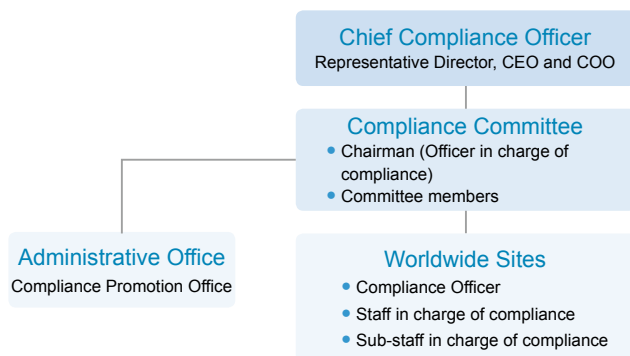 Chief Compliance Officer
Representative Director, CEO and COO
Compliance Committee
• Chairman (Officer in charge of
compliance)
• Committee members
Administrative Office
Compliance Promotion Office
Worldwide Sites
• Compliance Officer
• Staff in charge of compliance
• Sub-staff in charge of compliance